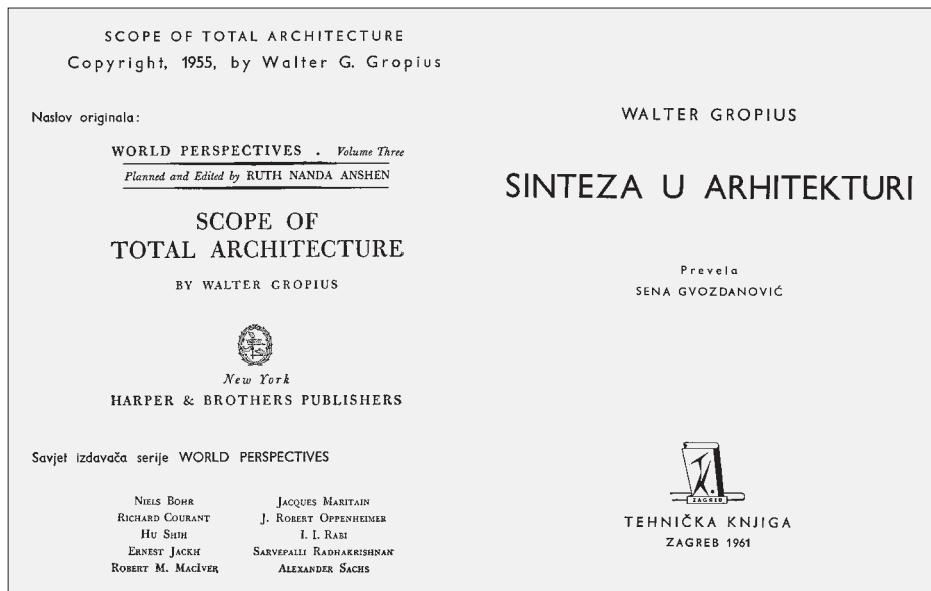 SCOPE OF TOTAL ARCHITECTURE
Copyright, 1955, by Walter G. Gropius
Naslov originala:
WORLD PERSPECTIVES . Volume Three
Planned and Edited by RUTH NANDA ANSHEN
SCOPE OF
TOTAL ARCHITECTURE
BY WALTER GROPIUS
New York
HARPER & BROTHERS PUBLISHERS
Savjet izdavača serije WORLD PERSPECTIVES
NIELS BOHR
RICHARD COURANT
HU SHIH
ERNEST JACKH
ROBERT M. MACIVER
JACQUES MARITAIN
J. ROBERT OPPENHEIMER
I. I. RABI
SARVEPALLI RADHAKRISHNAN
ALEXANDER SACHS
WALTER GROPIUS
SINTEZA U ARHITEKTURI
Prevela
SENA GVOZDANOVIĆ
ZAGREB
TEHNIČKA KNJIGA
ZAGREB 1961